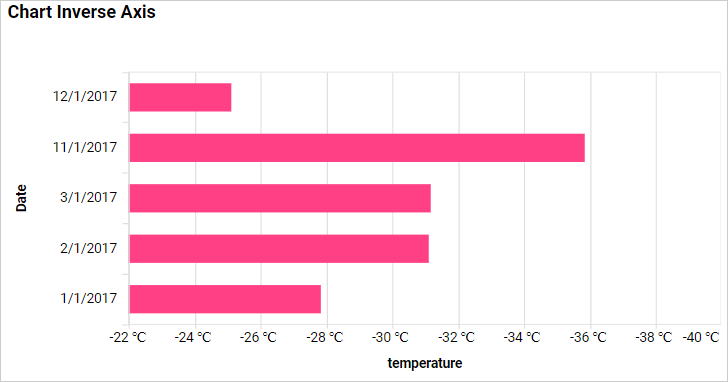 Chart Inverse Axis
12/1/2017
11/1/2017
3/1/2017
2/1/2017
1/1/2017
Date
-22 °C -24 °C -26 °C -28 °C -30 °C -32 °C -34 °C -36 °C -38 °C -40 °C
temperature